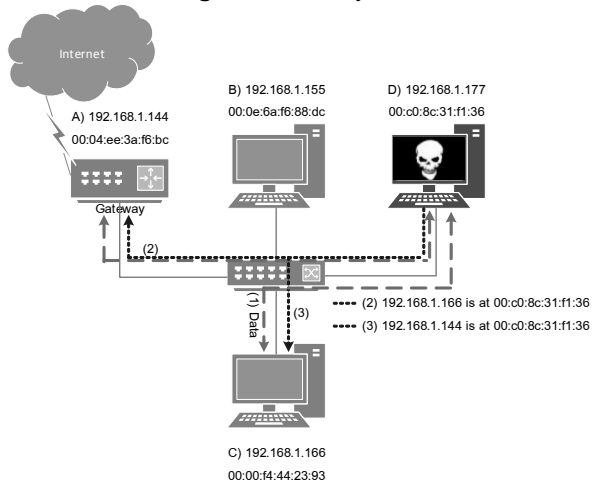 Internet
A) 192.168.1.144
00:04:ee:3a:f6:bc
Gateway
B) 192.168.1.155
00:0e:6a:f6:88:dc
D) 192.168.1.177
00:c0:8c:31:f1:36
(2)
(1) Data
(3)
(2) 192.168.1.166 is at 00:c0:8c:31:f1:36
(3) 192.168.1.144 is at 00:c0:8c:31:f1:36
C) 192.168.1.166
00:00:f4:44:23:93